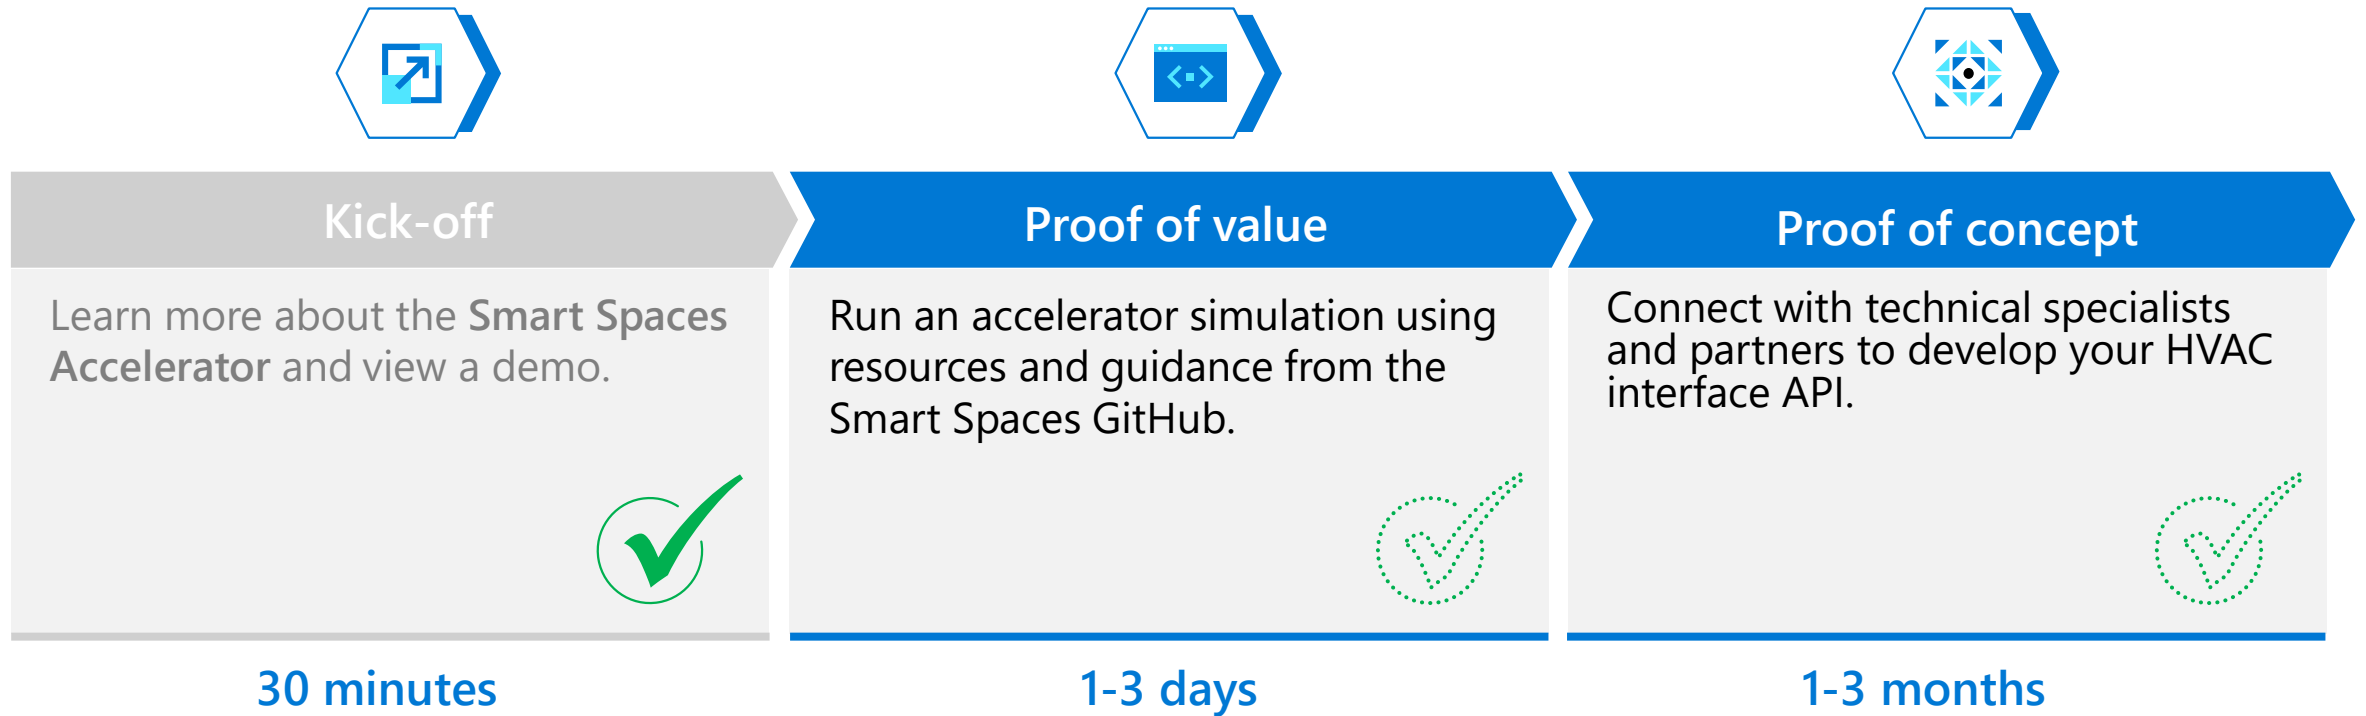 Kick-off
Learn more about the Smart Spaces
Accelerator and view a demo.
30 minutes
Proof of value
Run an accelerator simulation using
resources and guidance from the
Smart Spaces GitHub.
1-3 days
Proof of concept
Connect with technical specialists
and partners to develop your HVAC
interface API.
1-3 months